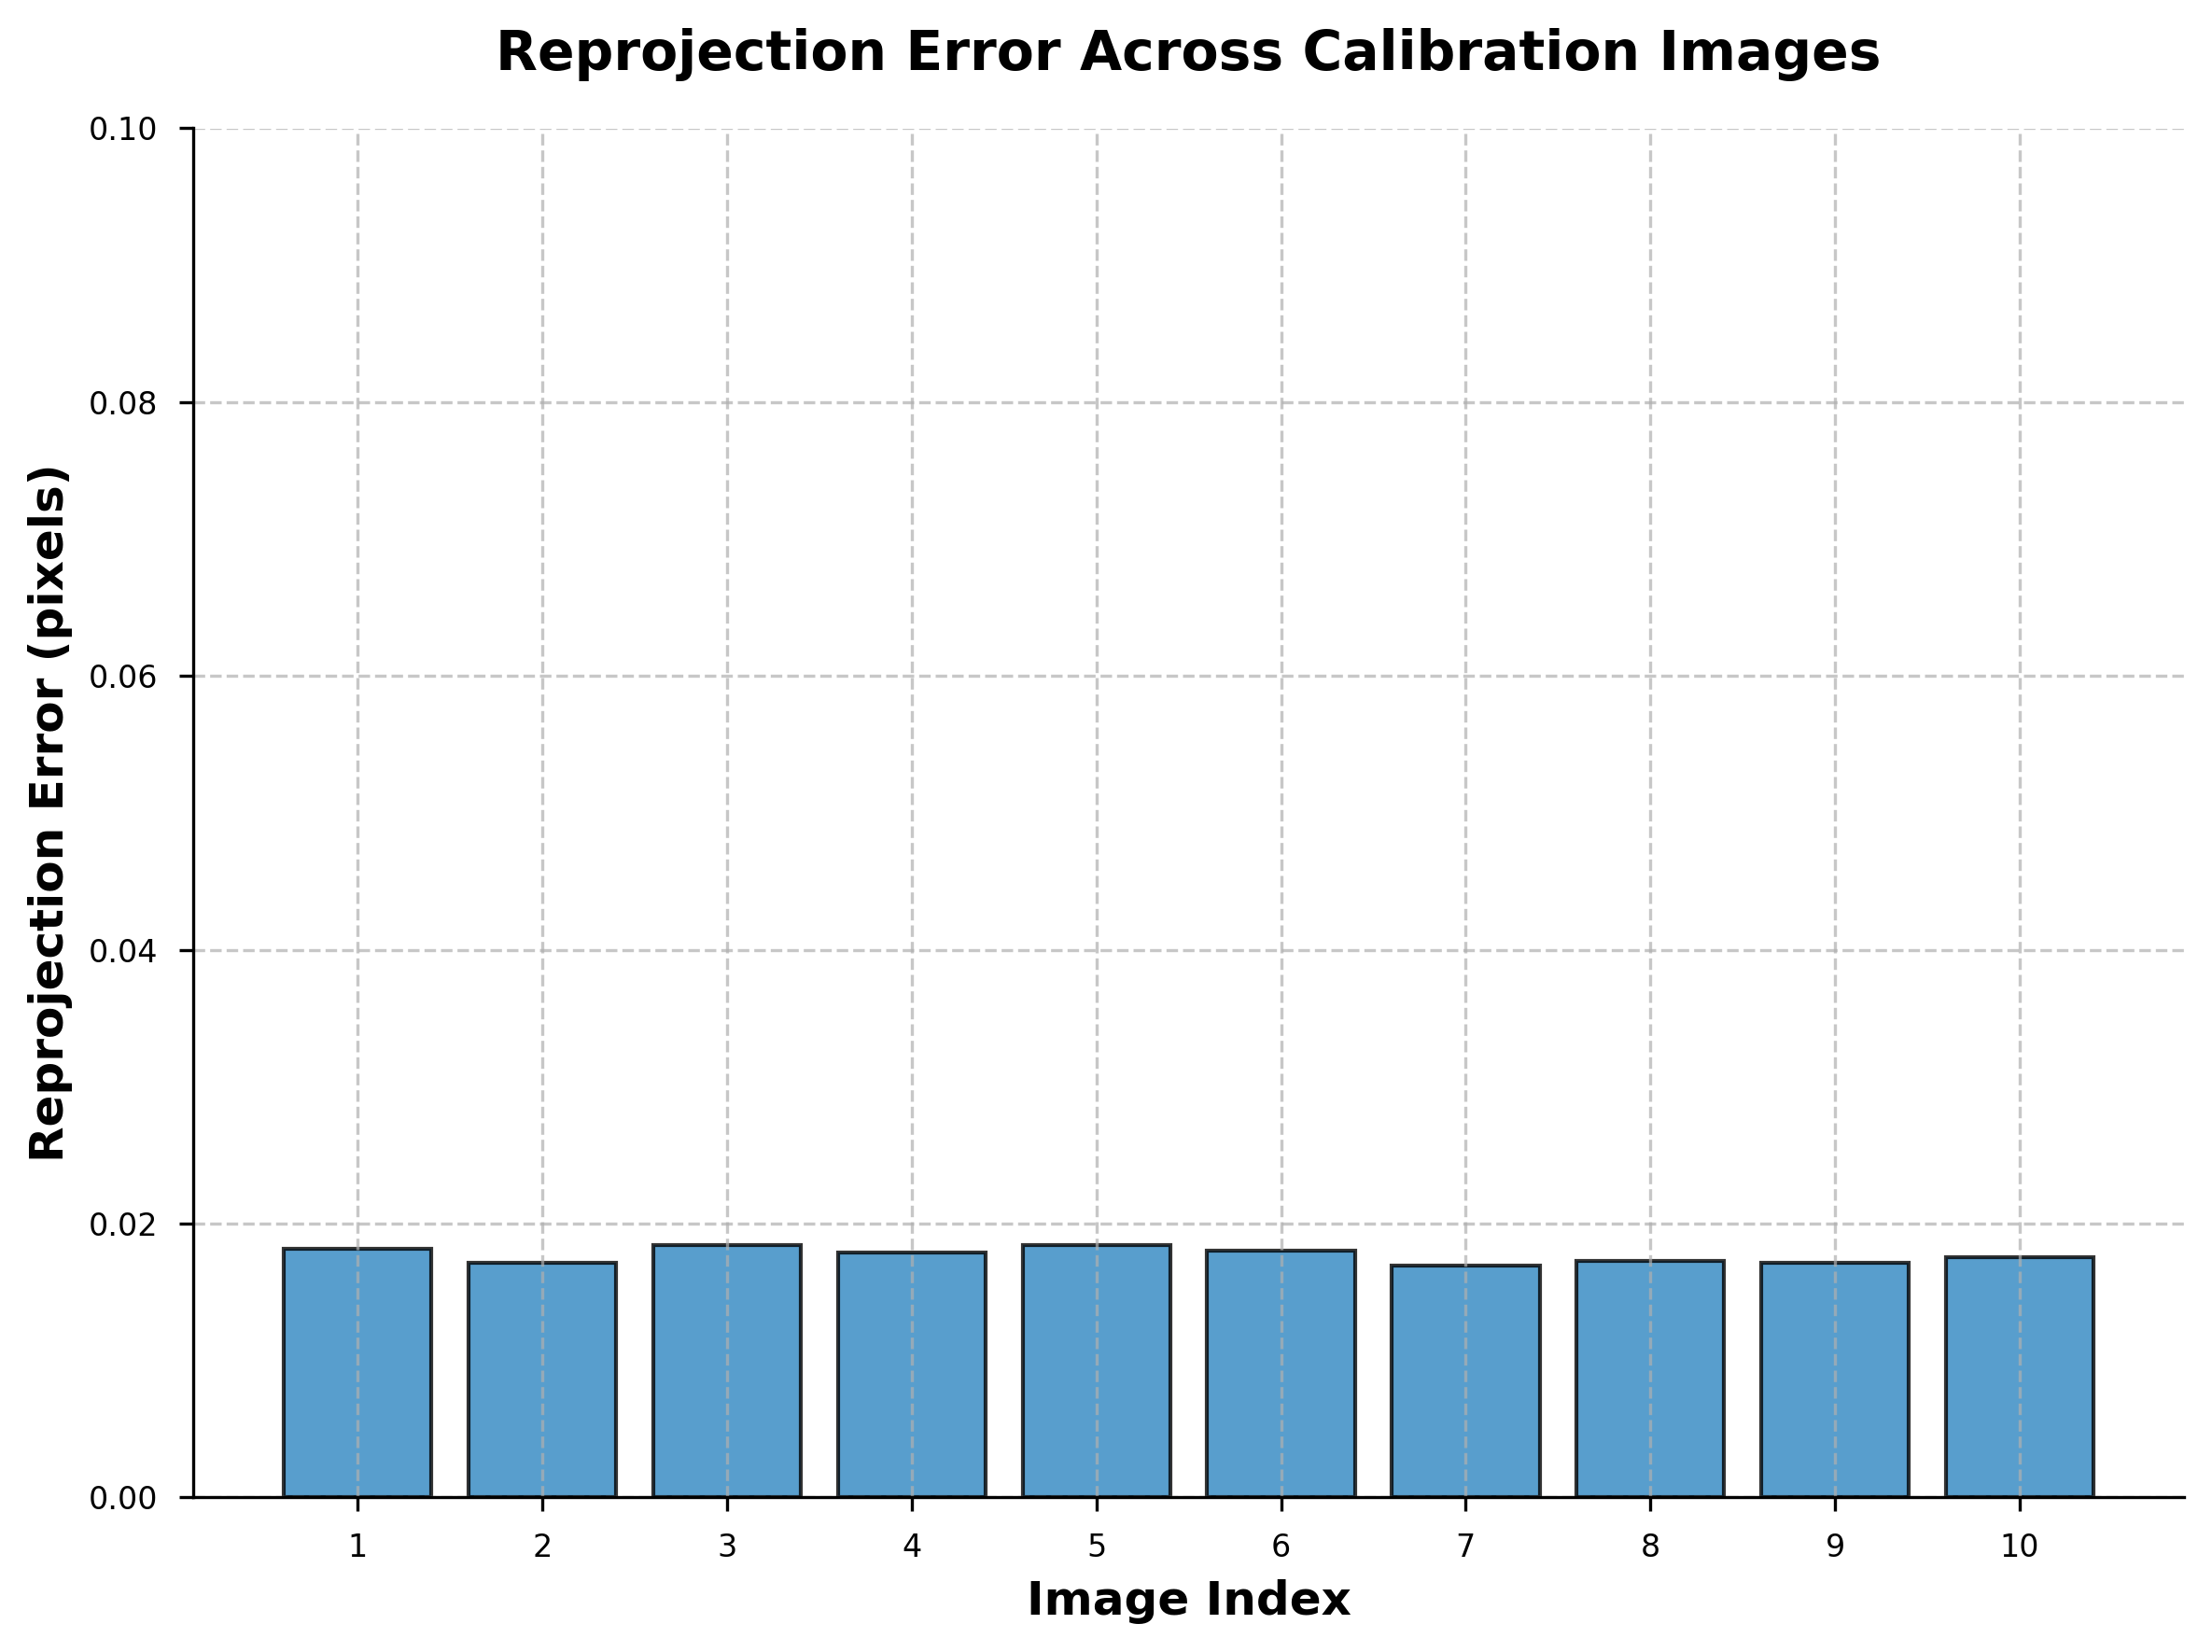 Reprojection Error Across Calibration Images
Reprojection Error (pixels)
0.10
0.08
0.06
0.04
0.02
0.00
1 2 3 4 5 6 7 8 9 10
Image Index